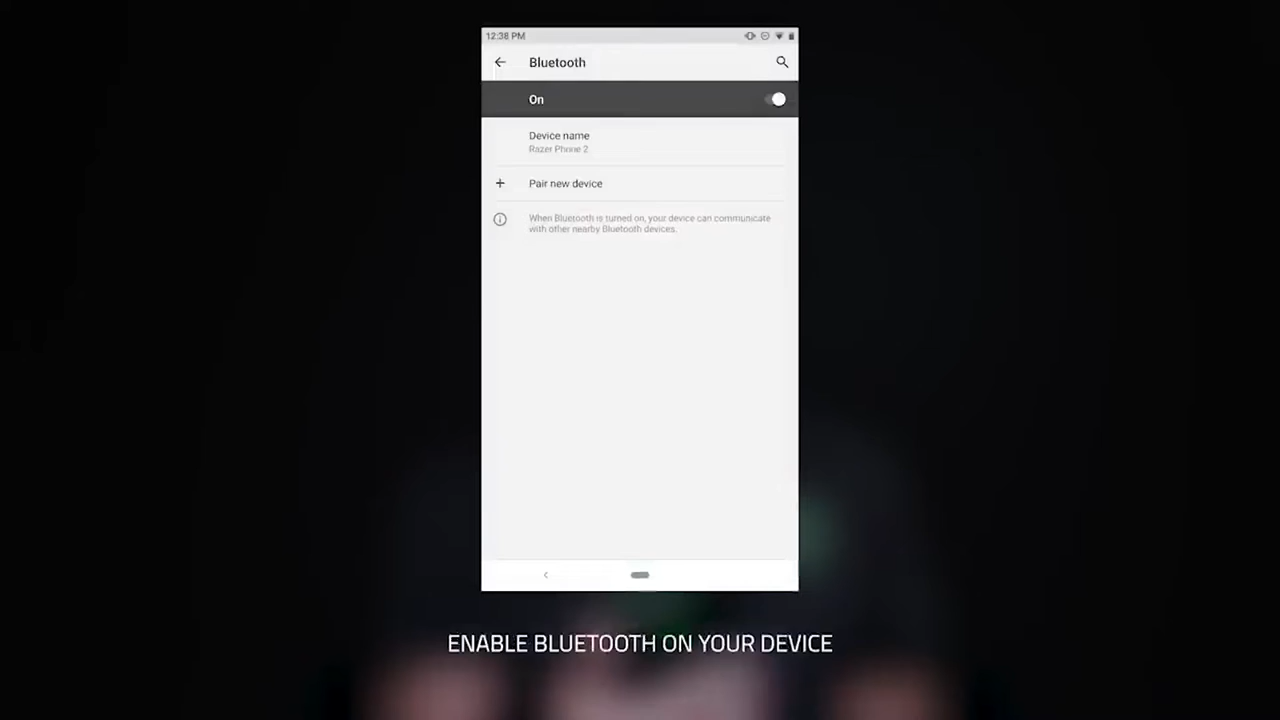 12:38 PM
Bluetooth
On
Device name
Razer Phone 2
Pair new device
When Bluetooth is turned on, your device can communicate
with other nearby Bluetooth devices.
ENABLE BLUETOOTH ON YOUR DEVICE